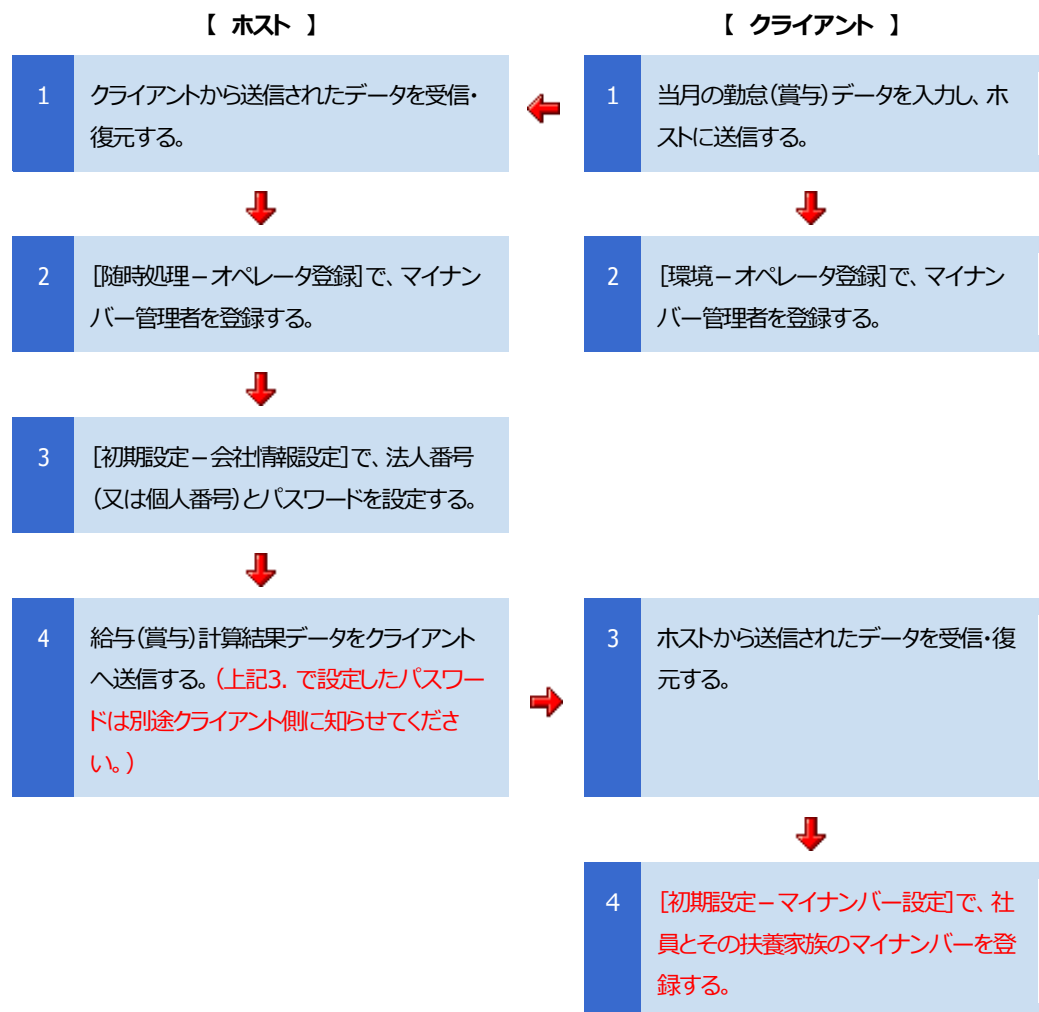 【 ホスト 】
【 クライアント 】
1
クライアントから送信されたデータを受信・
復元する。
1
当月の勤怠(賞与)データを入力し、ホ
ストに送信する。
2
[随時処理－オペレータ登録]で、マイナン
バー管理者を登録する。
2
[環境－オペレータ登録]で、マイナン
バー管理者を登録する。
3
[初期設定－会社情報設定]で、法人番号
(又は個人番号)とパスワードを設定する。
4
給与(賞与)計算結果データをクライアント
へ送信する。(上記3. で設定したパスワー
ドは別途クライアント側に知らせてくださ
い。)
3
ホストから送信されたデータを受信・復
元する。
4
[初期設定－マイナンバー設定]で、社
員とその扶養家族のマイナンバーを登
録する。